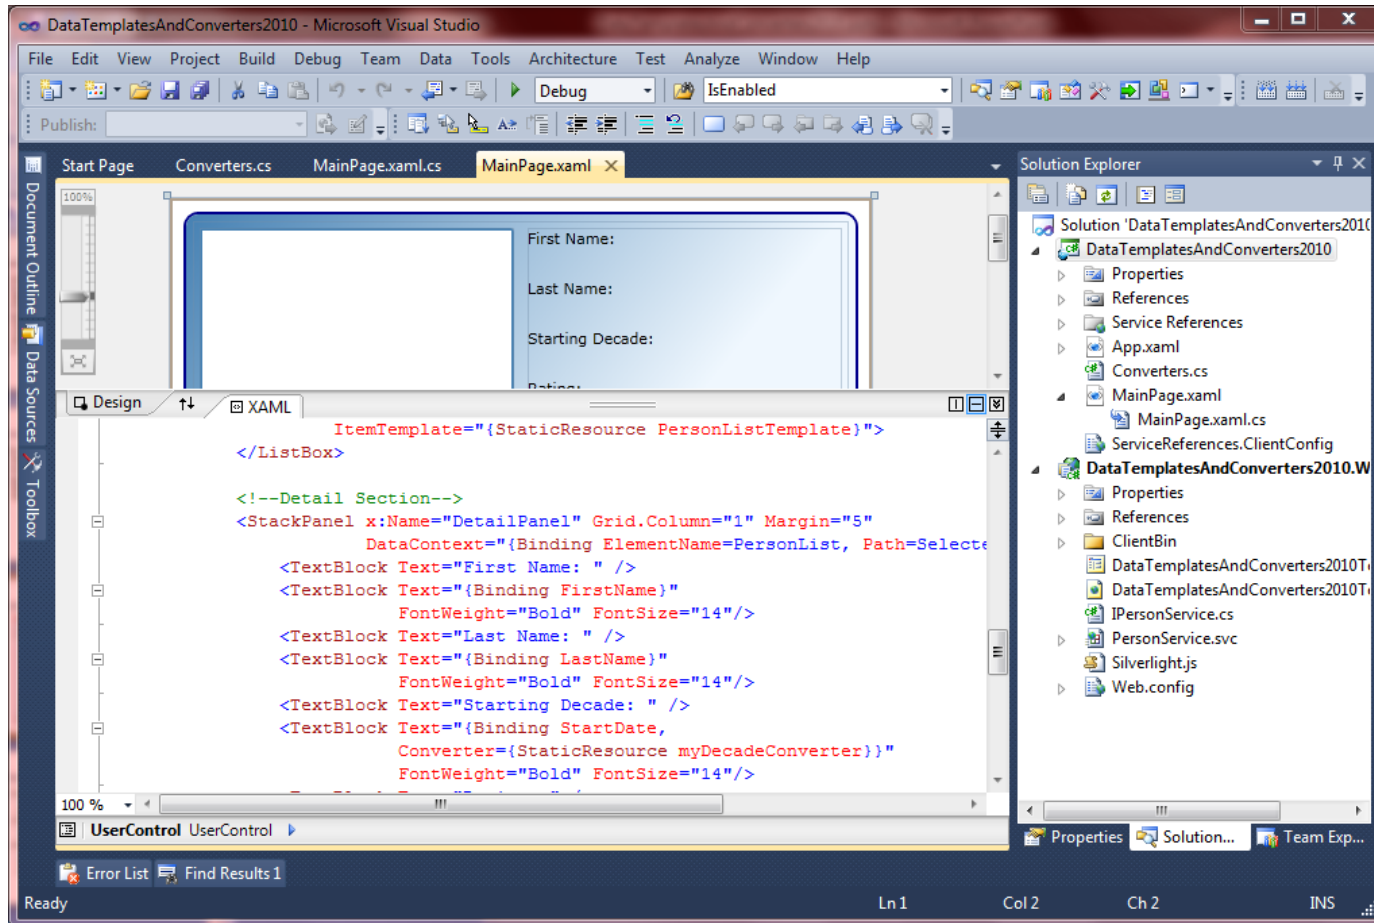 DataTemplatesAndConverters2010 - Microsoft Visual Studio
File Edit View Project Build Debug Team Data Tools Architecture Test Analyze Window Help
Debug IsEnabled
Publish:
Start Page Converters.cs MainPage.xaml.cs MainPage.xaml
Document Outline
Data Sources
Toolbox
100%
First Name:
Last Name:
Starting Decade:
Rating:
Design XAML
ItemTemplate="{StaticResource PersonListTemplate}">
</ListBox>
<!--Detail Section-->
<StackPanel x:Name="DetailPanel" Grid.Column="1" Margin="5"
DataContext="{Binding ElementName=PersonList, Path=Selecte
<TextBlock Text="First Name: " />
<TextBlock Text="{Binding FirstName}"
FontWeight="Bold" FontSize="14"/>
<TextBlock Text="Last Name: " />
<TextBlock Text="{Binding LastName}"
FontWeight="Bold" FontSize="14"/>
<TextBlock Text="Starting Decade: " />
<TextBlock Text="{Binding StartDate,
Converter={StaticResource myDecadeConverter}}"
FontWeight="Bold" FontSize="14"/>
100 %
UserControl UserControl
Solution Explorer
Solution 'DataTemplatesAndConverters2010
DataTemplatesAndConverters2010
Properties
References
Service References
App.xaml
Converters.cs
MainPage.xaml
MainPage.xaml.cs
ServiceReferences.ClientConfig
DataTemplatesAndConverters2010.W
Properties
References
ClientBin
DataTemplatesAndConverters2010Te
DataTemplatesAndConverters2010Te
IPersonService.cs
PersonService.svc
Silverlight.js
Web.config
Properties Solution... Team Exp...
Error List Find Results 1
Ready Ln 1 Col 2 Ch 2 INS